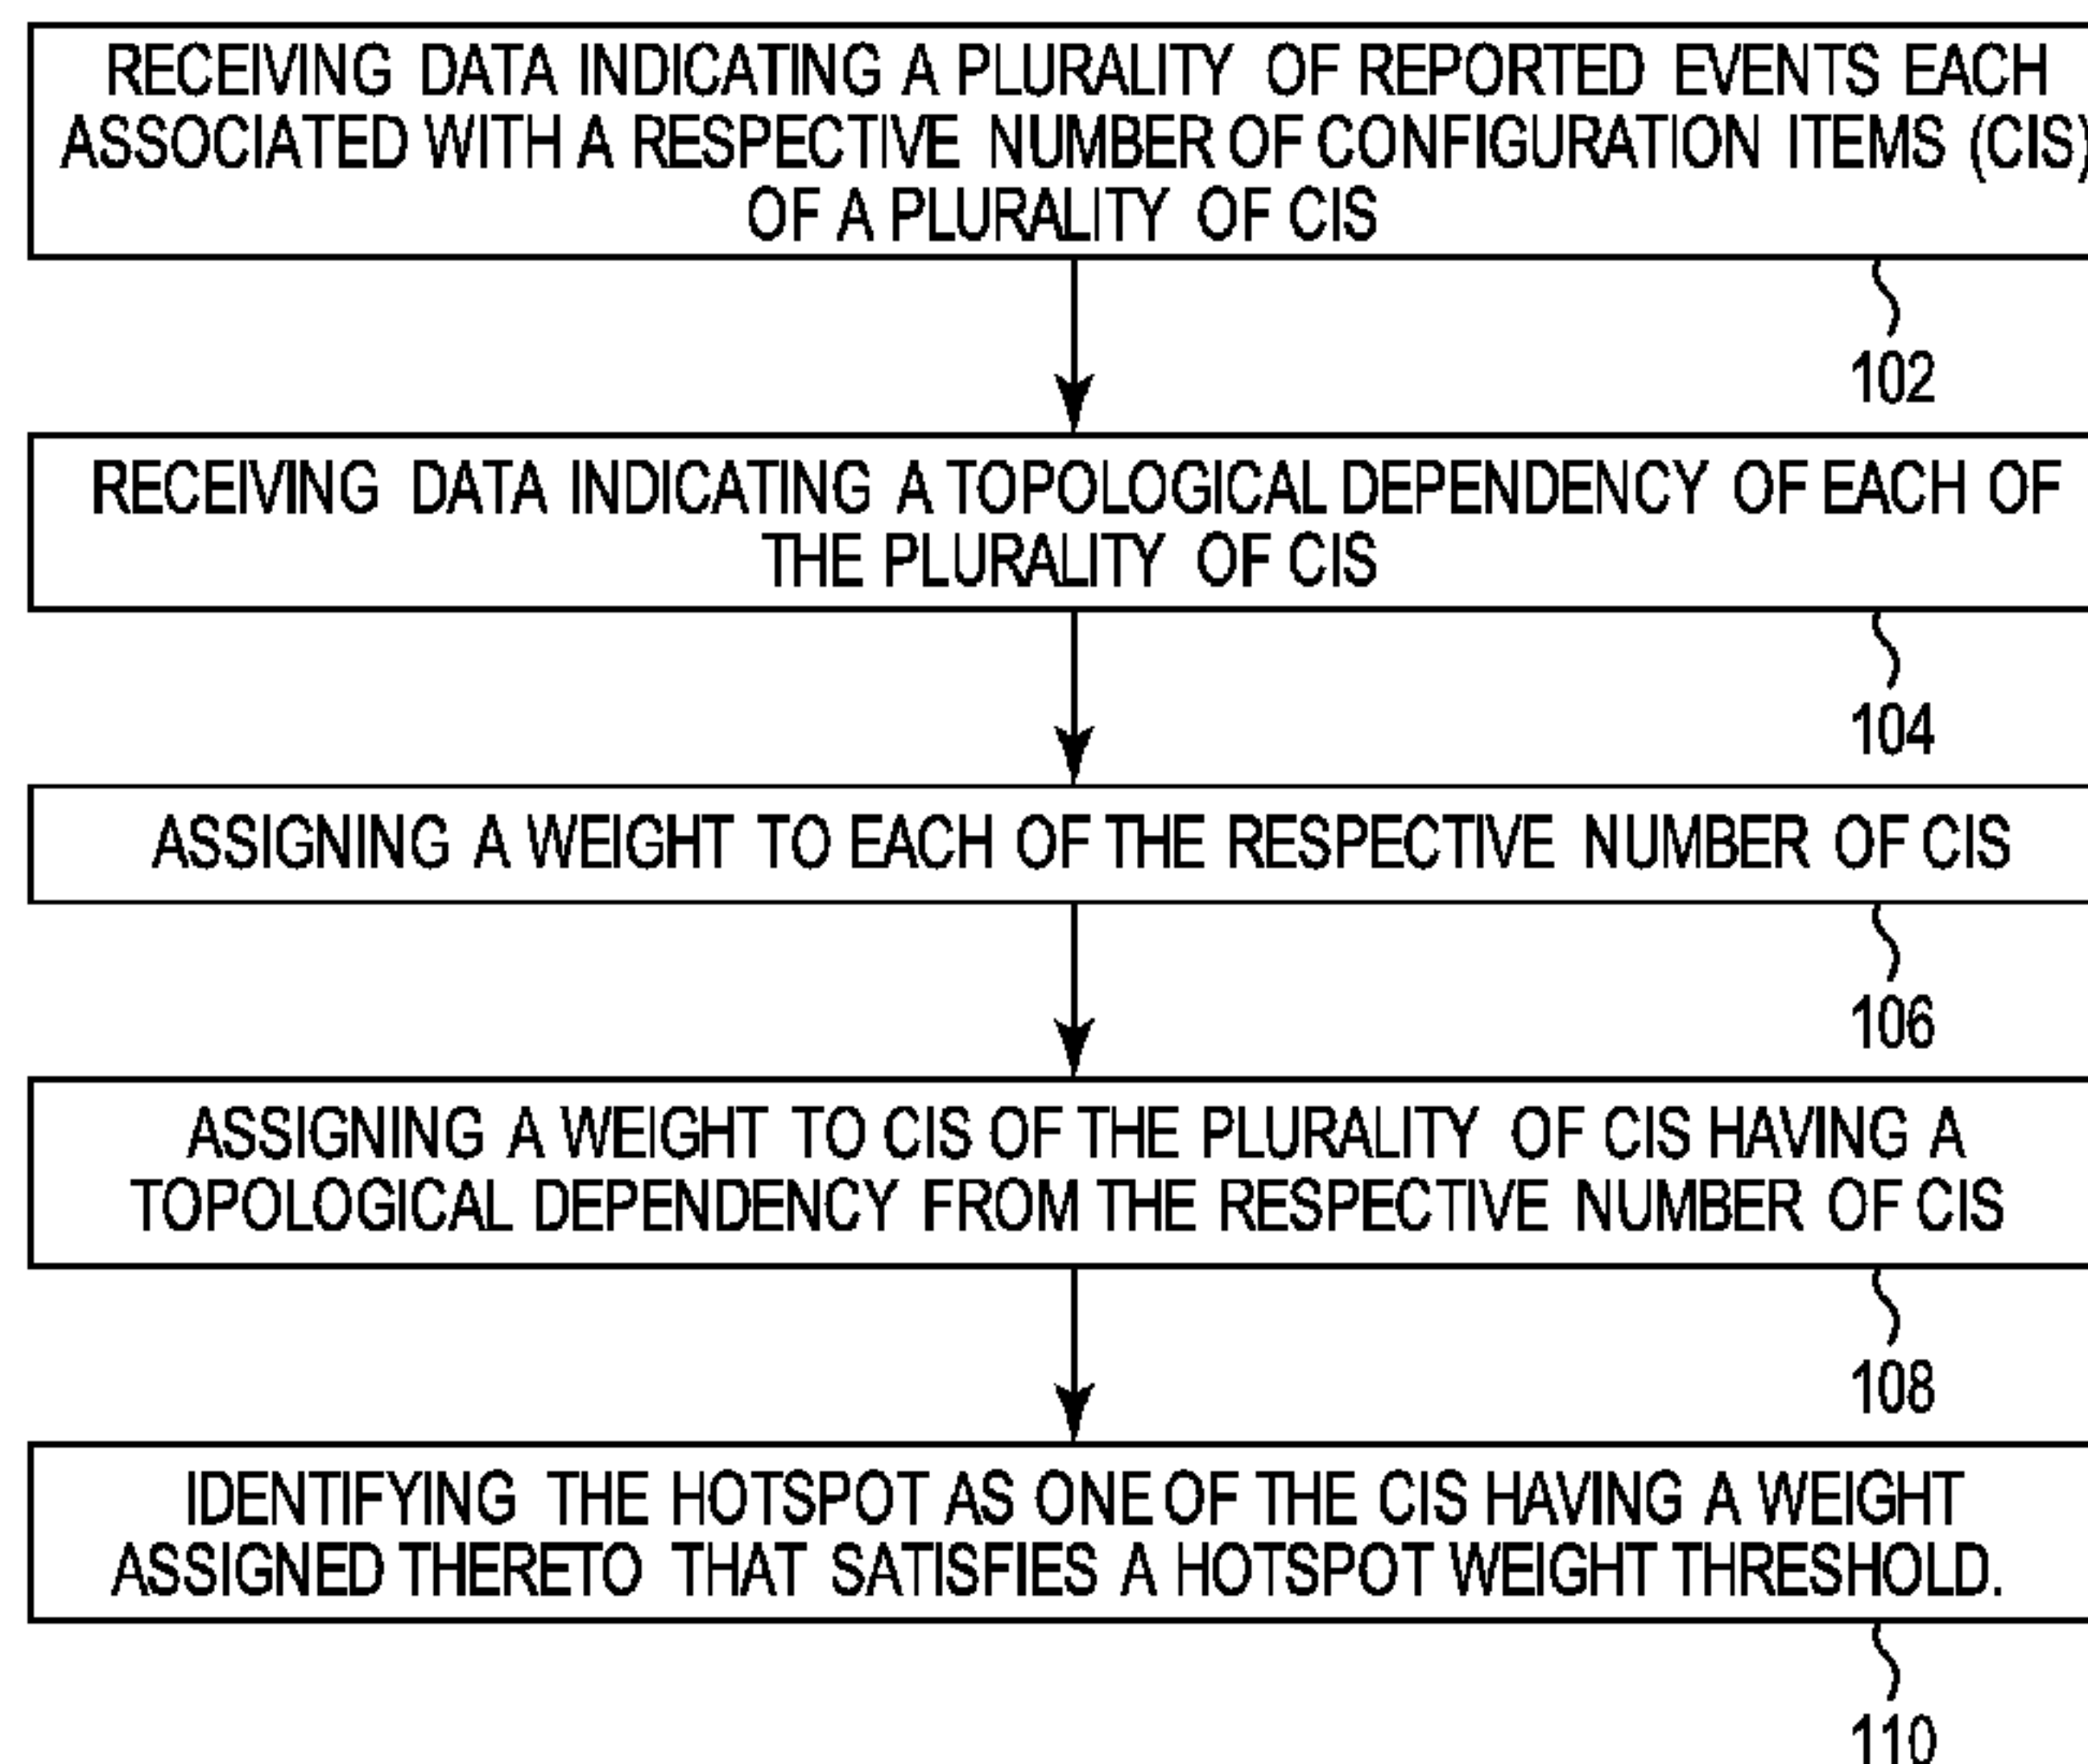 RECEIVING DATA INDICATING A PLURALITY OF REPORTED EVENTS EACH
ASSOCIATED WITH A RESPECTIVE NUMBER OF CONFIGURATION ITEMS (CIS)
OF A PLURALITY OF CIS
102
RECEIVING DATA INDICATING A TOPOLOGICAL DEPENDENCY OF EACH OF
THE PLURALITY OF CIS
104
ASSIGNING A WEIGHT TO EACH OF THE RESPECTIVE NUMBER OF CIS
106
ASSIGNING A WEIGHT TO CIS OF THE PLURALITY OF CIS HAVING A
TOPOLOGICAL DEPENDENCY FROM THE RESPECTIVE NUMBER OF CIS
108
IDENTIFYING THE HOTSPOT AS ONE OF THE CIS HAVING A WEIGHT
ASSIGNED THERETO THAT SATISFIES A HOTSPOT WEIGHT THRESHOLD.
110